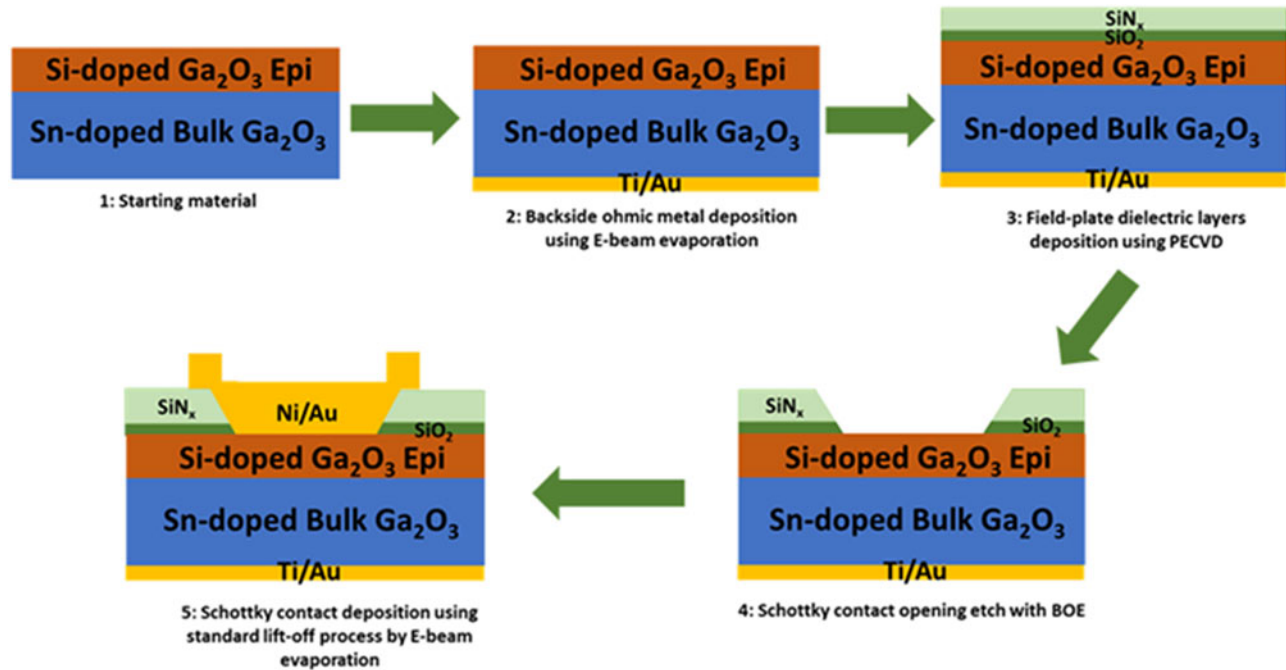 Si-doped Ga₂O₃ Epi
Sn-doped Bulk Ga₂O₃
1: Starting material
Si-doped Ga₂O₃ Epi
Sn-doped Bulk Ga₂O₃
Ti/Au
2: Backside ohmic metal deposition
using E-beam evaporation
SiNₓ
SiO₂
Si-doped Ga₂O₃ Epi
Sn-doped Bulk Ga₂O₃
Ti/Au
3: Field-plate dielectric layers
deposition using PECVD
SiNₓ
SiO₂
Si-doped Ga₂O₃ Epi
Sn-doped Bulk Ga₂O₃
Ti/Au
4: Schottky contact opening etch with BOE
SiNₓ
Ni/Au
SiO₂
Si-doped Ga₂O₃ Epi
Sn-doped Bulk Ga₂O₃
Ti/Au
5: Schottky contact deposition using
standard lift-off process by E-beam
evaporation